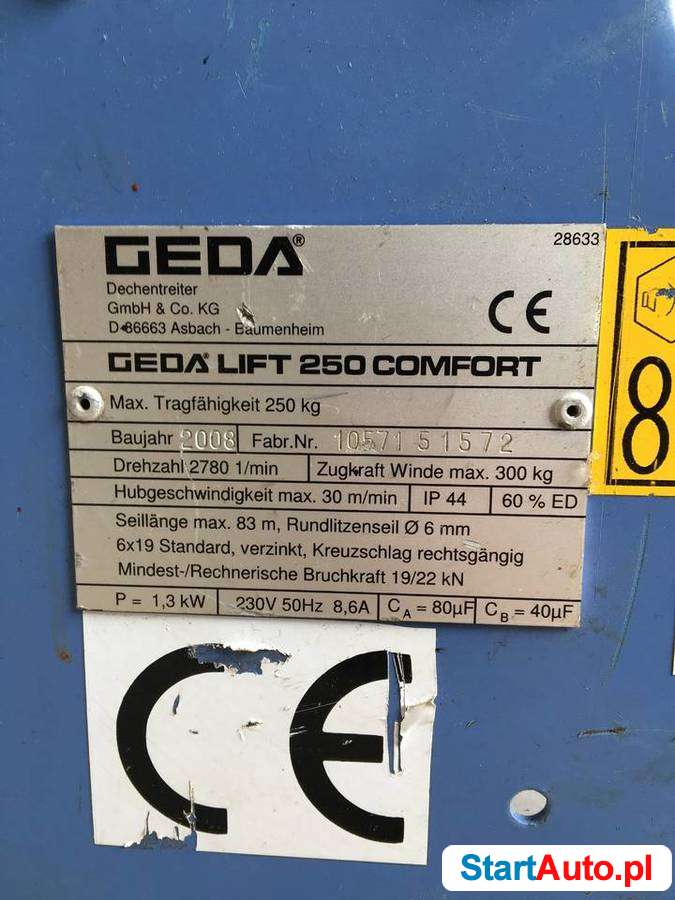 GEDA®
28633
Dechentreiter
GmbH & Co. KG
D-86663 Asbach - Baumenheim
CE
GEDA® LIFT 250 COMFORT
Max. Tragfähigkeit 250 kg
Baujahr 2008 Fabr.Nr. 10571 51572
Drehzahl 2780 1/min Zugkraft Winde max. 300 kg
Hubgeschwindigkeit max. 30 m/min IP 44 60 % ED
Seillänge max. 83 m, Rundlitzenseil Ø 6 mm
6x19 Standard, verzinkt, Kreuzschlag rechtsgängig
Mindest-/Rechnerische Bruchkraft 19/22 kN
P = 1,3 kW 230V 50Hz 8,6A CA = 80µF CB = 40µF
8
CE
StartAuto.pl